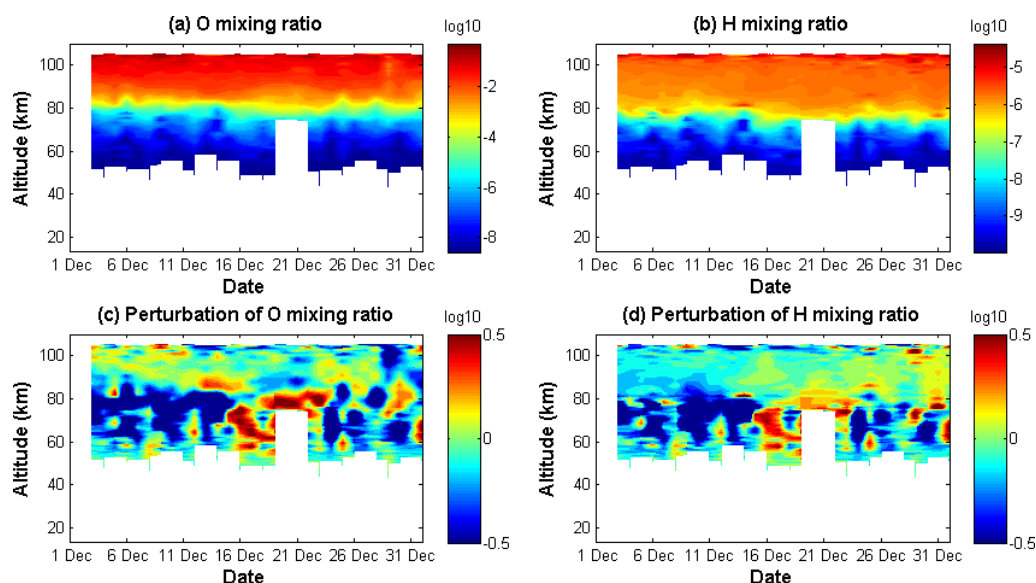 (a) O mixing ratio
log10
100
80
60
40
20
Altitude (km)
1 Dec 6 Dec 11 Dec 16 Dec 21 Dec 26 Dec 31 Dec
Date
-2
-4
-6
-8
(b) H mixing ratio
log10
100
80
60
40
20
Altitude (km)
1 Dec 6 Dec 11 Dec 16 Dec 21 Dec 26 Dec 31 Dec
Date
-5
-6
-7
-8
-9
(c) Perturbation of O mixing ratio
log10
100
80
60
40
20
Altitude (km)
1 Dec 6 Dec 11 Dec 16 Dec 21 Dec 26 Dec 31 Dec
Date
0.5
0
-0.5
(d) Perturbation of H mixing ratio
log10
100
80
60
40
20
Altitude (km)
1 Dec 6 Dec 11 Dec 16 Dec 21 Dec 26 Dec 31 Dec
Date
0.5
0
-0.5